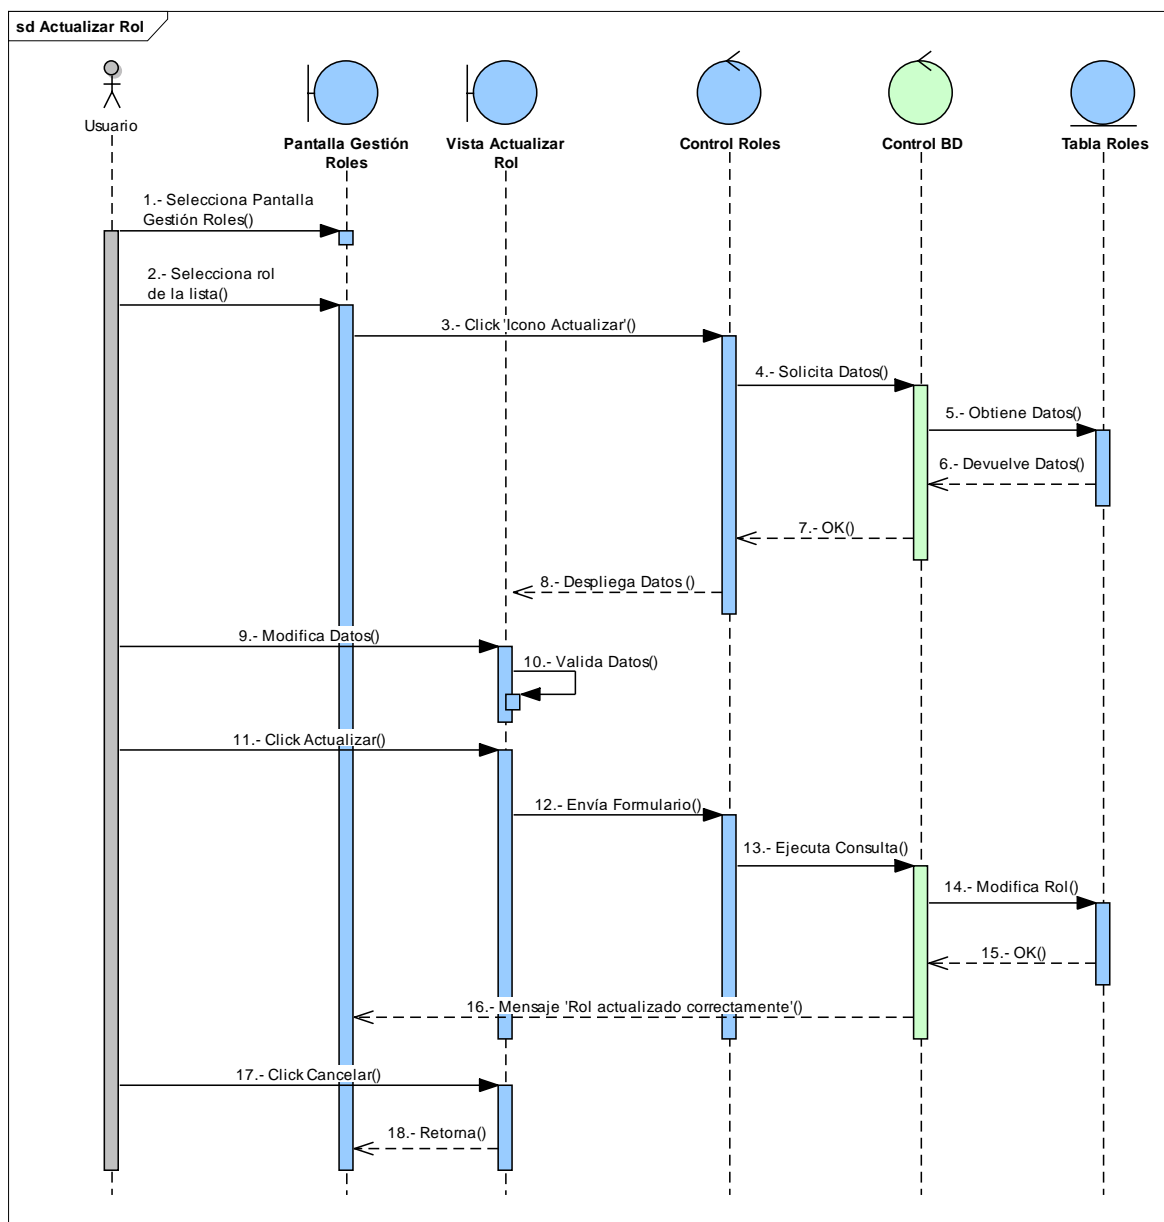 sd Actualizar Rol
Usuario
Pantalla Gestión
Roles
Vista Actualizar
Rol
Control Roles
Control BD
Tabla Roles
1.- Selecciona Pantalla
Gestión Roles()
2.- Selecciona rol
de la lista()
3.- Click 'Icono Actualizar'()
4.- Solicita Datos()
5.- Obtiene Datos()
6.- Devuelve Datos()
7.- OK()
8.- Despliega Datos ()
9.- Modifica Datos()
10.- Valida Datos()
11.- Click Actualizar()
12.- Envía Formulario()
13.- Ejecuta Consulta()
14.- Modifica Rol()
15.- OK()
16.- Mensaje 'Rol actualizado correctamente'()
17.- Click Cancelar()
18.- Retorna()